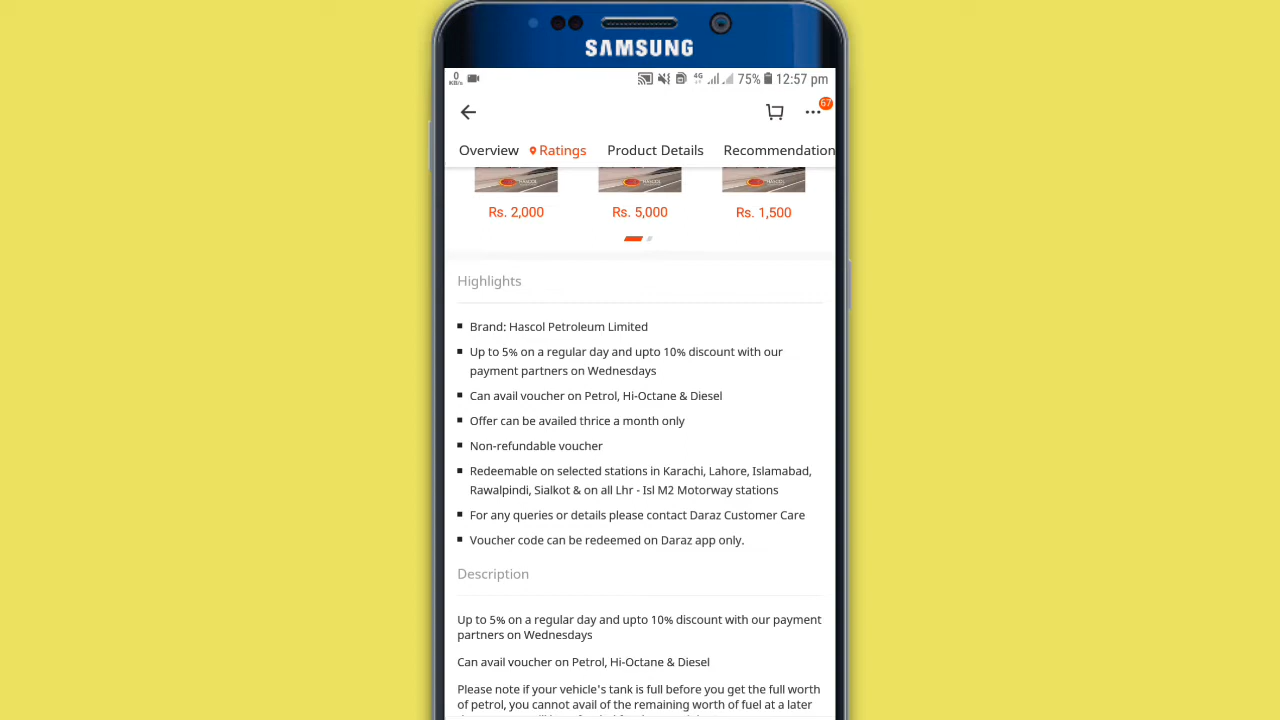 SAMSUNG
0
KB/s
4G
75%
12:57 pm
67
Overview
Ratings
Product Details
Recommendation
HASCOL
HASCOL
HASCOL
Rs. 2,000
Rs. 5,000
Rs. 1,500
Highlights
▪ Brand: Hascol Petroleum Limited
▪ Up to 5% on a regular day and upto 10% discount with our
payment partners on Wednesdays
▪ Can avail voucher on Petrol, Hi-Octane & Diesel
▪ Offer can be availed thrice a month only
▪ Non-refundable voucher
▪ Redeemable on selected stations in Karachi, Lahore, Islamabad,
Rawalpindi, Sialkot & on all Lhr - Isl M2 Motorway stations
▪ For any queries or details please contact Daraz Customer Care
▪ Voucher code can be redeemed on Daraz app only.
Description
Up to 5% on a regular day and upto 10% discount with our payment
partners on Wednesdays
Can avail voucher on Petrol, Hi-Octane & Diesel
Please note if your vehicle's tank is full before you get the full worth
of petrol, you cannot avail of the remaining worth of fuel at a later